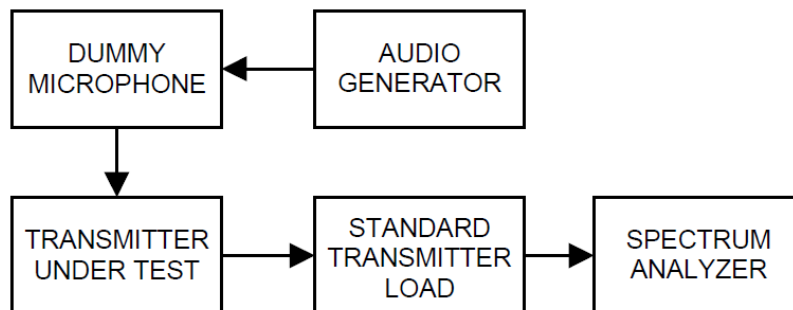 DUMMY
MICROPHONE
AUDIO
GENERATOR
TRANSMITTER
UNDER TEST
STANDARD
TRANSMITTER
LOAD
SPECTRUM
ANALYZER